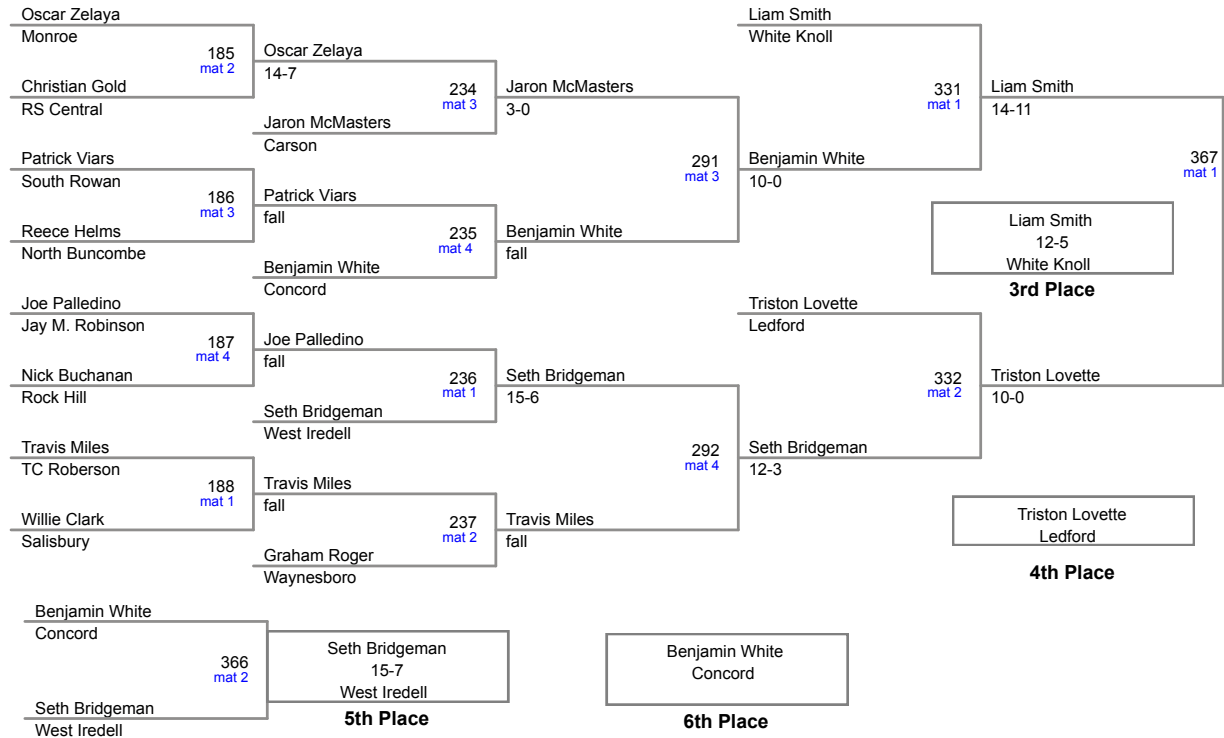 Oscar Zelaya
Monroe
185
mat 2
Christian Gold
RS Central
Patrick Viars
South Rowan
186
mat 3
Reece Helms
North Buncombe
Joe Palledino
Jay M. Robinson
187
mat 4
Nick Buchanan
Rock Hill
Travis Miles
TC Roberson
188
mat 1
Willie Clark
Salisbury
Oscar Zelaya
14-7
234
mat 3
Jaron McMasters
Carson
Patrick Viars
fall
235
mat 4
Benjamin White
Concord
Joe Palledino
fall
236
mat 1
Seth Bridgeman
West Iredell
Travis Miles
fall
237
mat 2
Graham Roger
Waynesboro
Jaron McMasters
3-0
291
mat 3
Benjamin White
fall
Seth Bridgeman
15-6
292
mat 4
Travis Miles
fall
Liam Smith
White Knoll
331
mat 1
Benjamin White
10-0
Triston Lovette
Ledford
332
mat 2
Seth Bridgeman
12-3
Liam Smith
14-11
367
mat 1
Triston Lovette
10-0
Liam Smith
12-5
White Knoll
3rd Place
Triston Lovette
Ledford
4th Place
Benjamin White
Concord
366
mat 2
Seth Bridgeman
West Iredell
Seth Bridgeman
15-7
West Iredell
5th Place
Benjamin White
Concord
6th Place